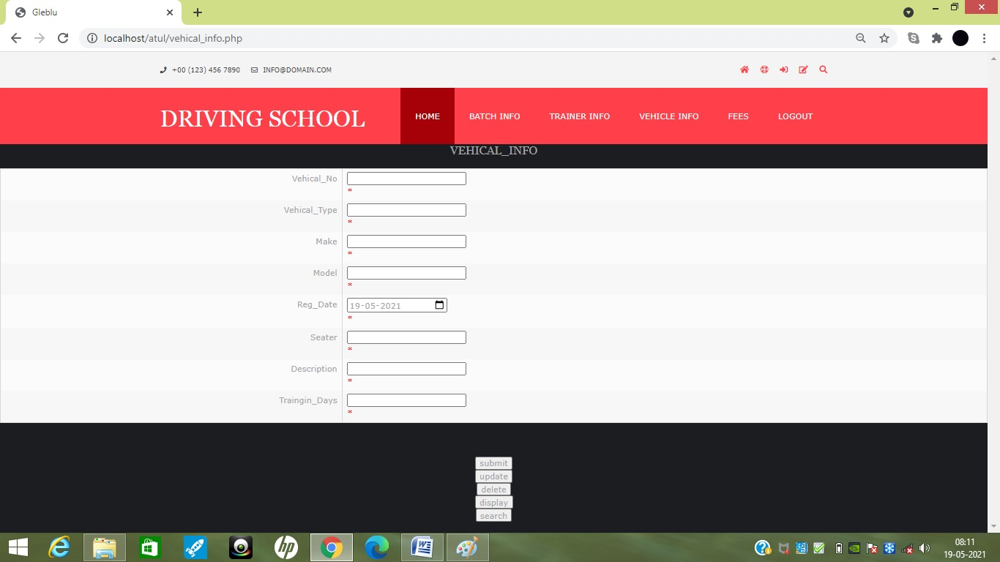 Gleblu
localhost/atul/vehical_info.php
+00 (123) 456 7890 INFO@DOMAIN.COM
DRIVING SCHOOL HOME BATCH INFO TRAINER INFO VEHICLE INFO FEES LOGOUT
VEHICAL_INFO
Vehical_No
*
Vehical_Type
*
Make
*
Model
*
Reg_Date 19-05-2021
*
Seater
*
Description
*
Traingin_Days
*
submit
update
delete
display
search
hp
08:11
19-05-2021